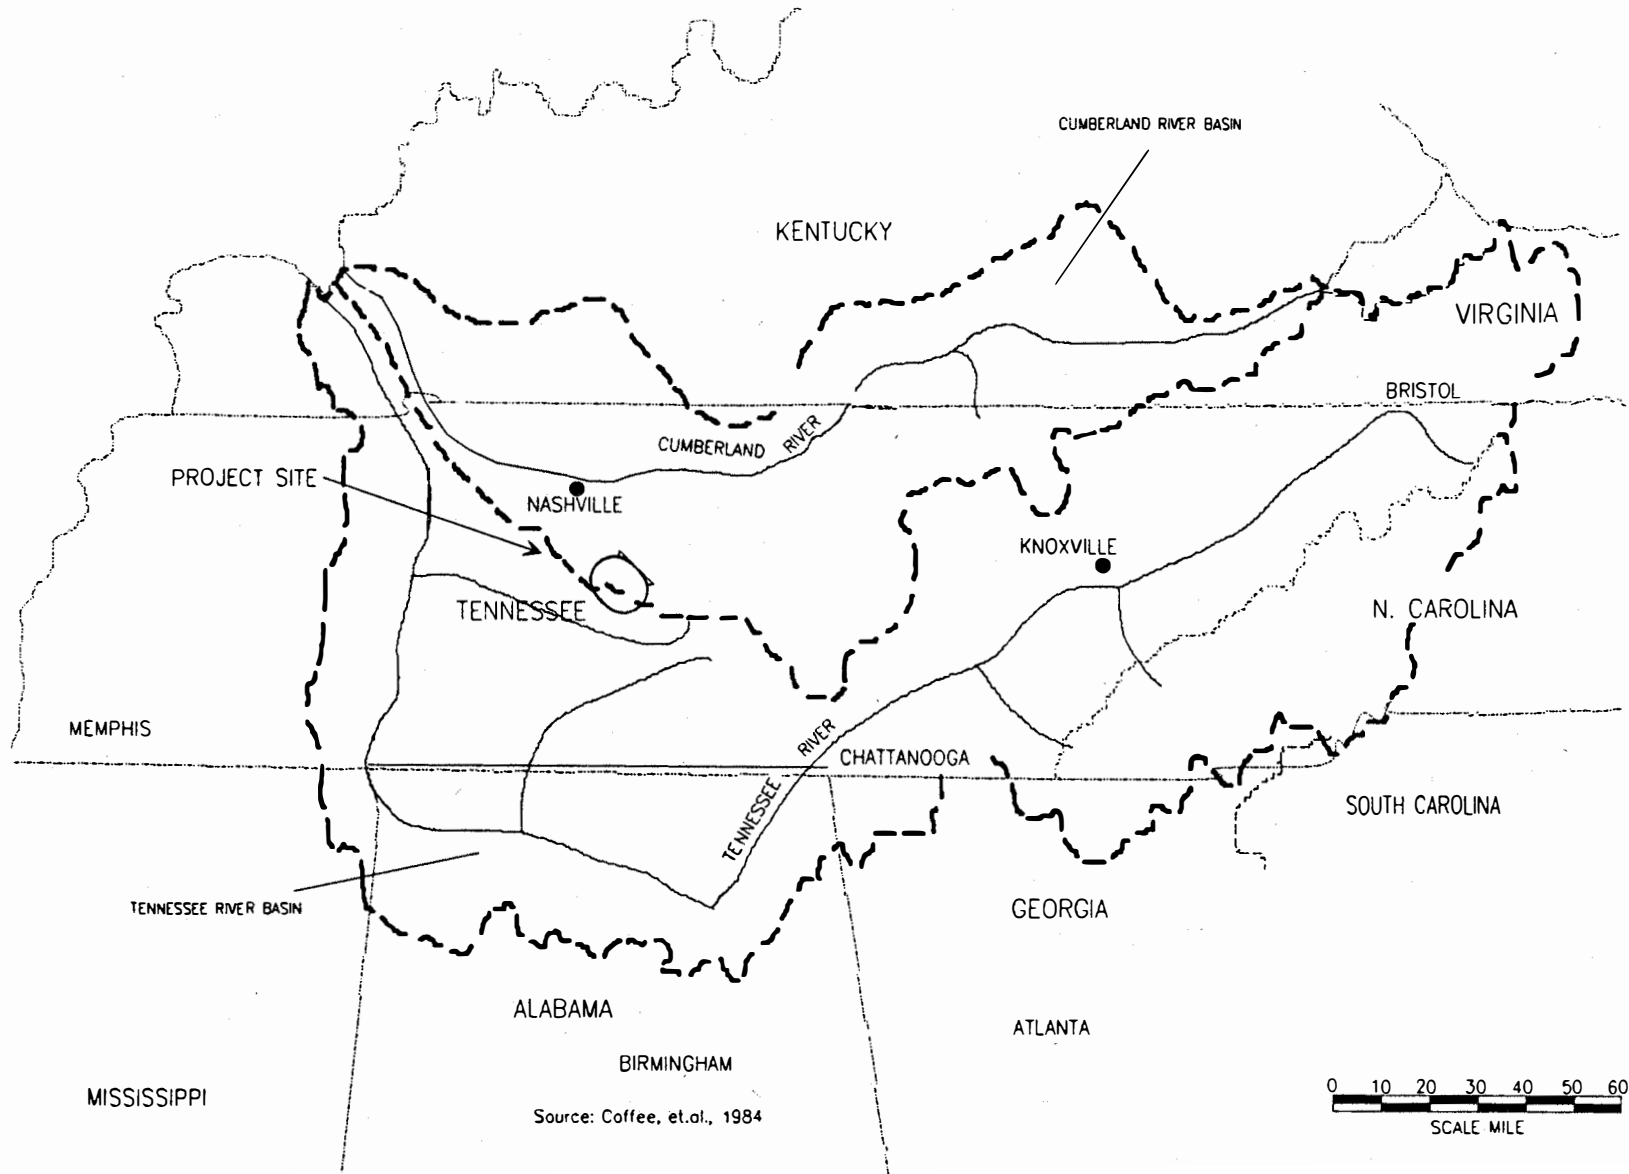 CUMBERLAND RIVER BASIN
KENTUCKY
VIRGINIA
BRISTOL
CUMBERLAND RIVER
PROJECT SITE
NASHVILLE
KNOXVILLE
TENNESSEE
N. CAROLINA
MEMPHIS
TENNESSEE RIVER
CHATTANOOGA
SOUTH CAROLINA
TENNESSEE RIVER BASIN
GEORGIA
ALABAMA
ATLANTA
BIRMINGHAM
MISSISSIPPI
Source: Coffee, et.al., 1984
0 10 20 30 40 50 60
SCALE MILE